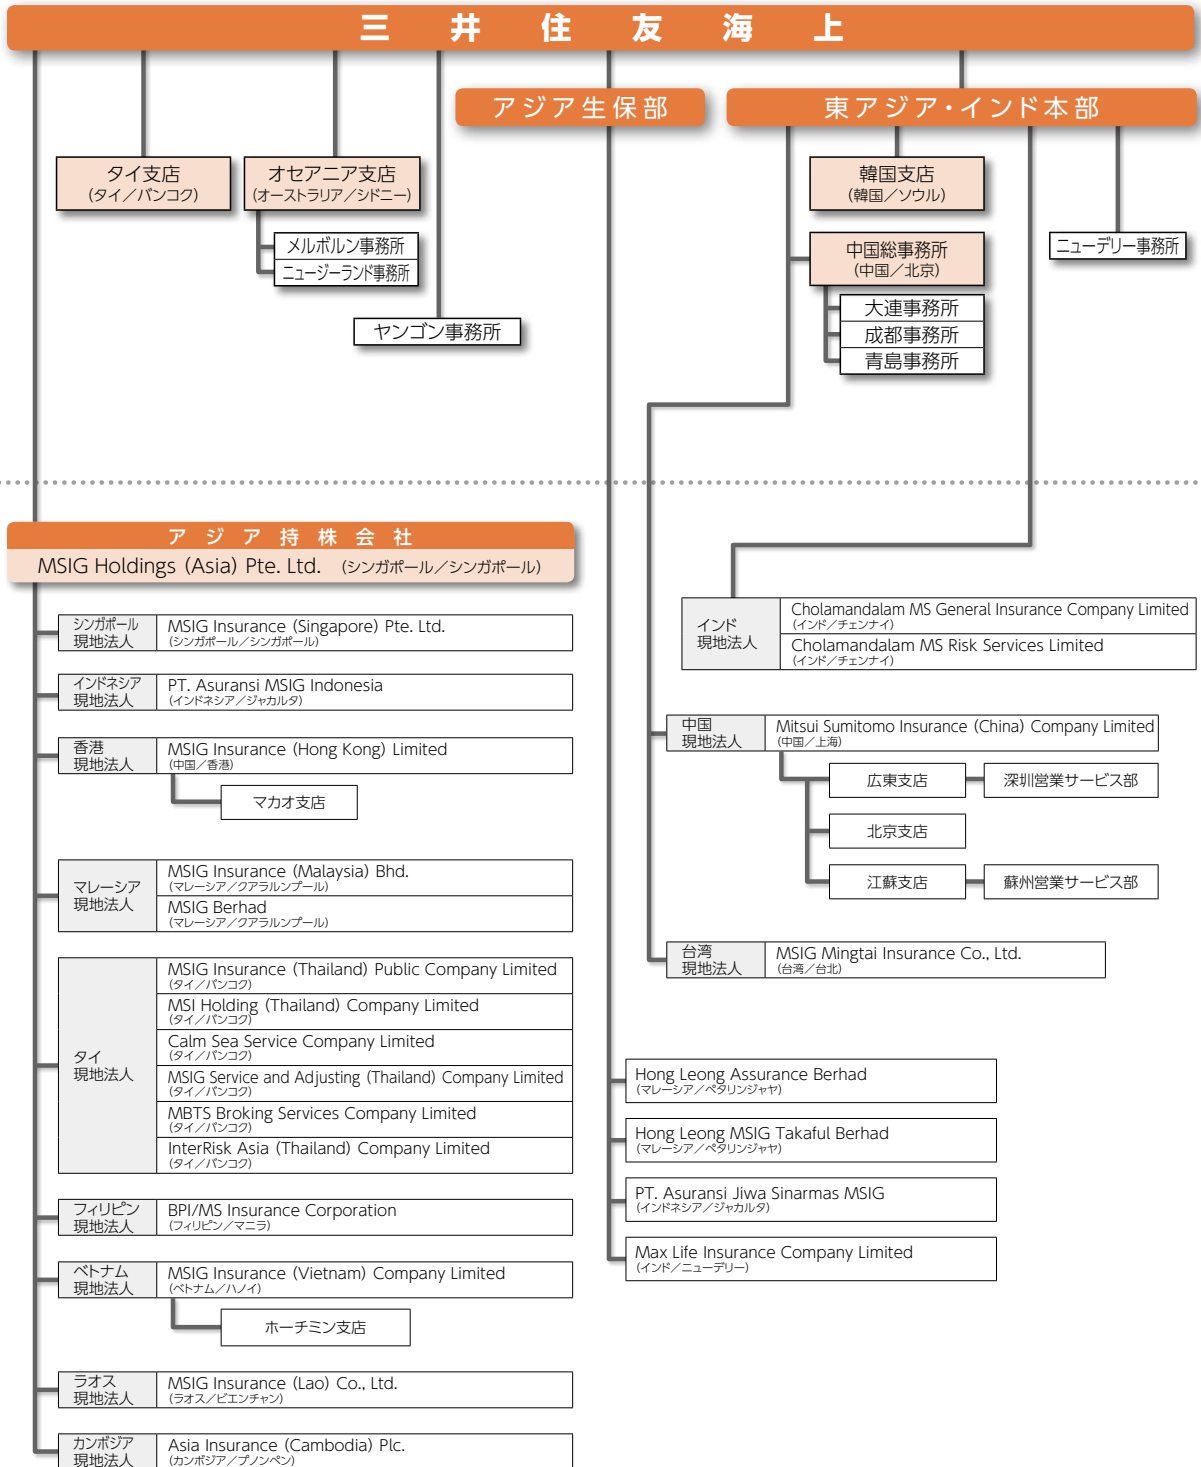 三井住友海上
アジア生保部
東アジア・インド本部
タイ支店
(タイ／バンコク)
オセアニア支店
(オーストラリア／シドニー)
メルボルン事務所
ニュージーランド事務所
ヤンゴン事務所
韓国支店
(韓国／ソウル)
中国総事務所
(中国／北京)
大連事務所
成都事務所
青島事務所
ニューデリー事務所
アジア持株会社
MSIG Holdings (Asia) Pte. Ltd. (シンガポール／シンガポール)
シンガポール
現地法人
MSIG Insurance (Singapore) Pte. Ltd.
(シンガポール／シンガポール)
インドネシア
現地法人
PT. Asuransi MSIG Indonesia
(インドネシア／ジャカルタ)
香港
現地法人
MSIG Insurance (Hong Kong) Limited
(中国／香港)
マカオ支店
マレーシア
現地法人
MSIG Insurance (Malaysia) Bhd.
(マレーシア／クアラルンプール)
MSIG Berhad
(マレーシア／クアラルンプール)
タイ
現地法人
MSIG Insurance (Thailand) Public Company Limited
(タイ／バンコク)
MSI Holding (Thailand) Company Limited
(タイ／バンコク)
Calm Sea Service Company Limited
(タイ／バンコク)
MSIG Service and Adjusting (Thailand) Company Limited
(タイ／バンコク)
MBTS Broking Services Company Limited
(タイ／バンコク)
InterRisk Asia (Thailand) Company Limited
(タイ／バンコク)
フィリピン
現地法人
BPI/MS Insurance Corporation
(フィリピン／マニラ)
ベトナム
現地法人
MSIG Insurance (Vietnam) Company Limited
(ベトナム／ハノイ)
ホーチミン支店
ラオス
現地法人
MSIG Insurance (Lao) Co., Ltd.
(ラオス／ビエンチャン)
カンボジア
現地法人
Asia Insurance (Cambodia) Plc.
(カンボジア／プノンペン)
インド
現地法人
Cholamandalam MS General Insurance Company Limited
(インド／チェンナイ)
Cholamandalam MS Risk Services Limited
(インド／チェンナイ)
中国
現地法人
Mitsui Sumitomo Insurance (China) Company Limited
(中国／上海)
広東支店
深圳営業サービス部
北京支店
江蘇支店
蘇州営業サービス部
台湾
現地法人
MSIG Mingtai Insurance Co., Ltd.
(台湾／台北)
Hong Leong Assurance Berhad
(マレーシア／ペタリンジャヤ)
Hong Leong MSIG Takaful Berhad
(マレーシア／ペタリンジャヤ)
PT. Asuransi Jiwa Sinarmas MSIG
(インドネシア／ジャカルタ)
Max Life Insurance Company Limited
(インド／ニューデリー)